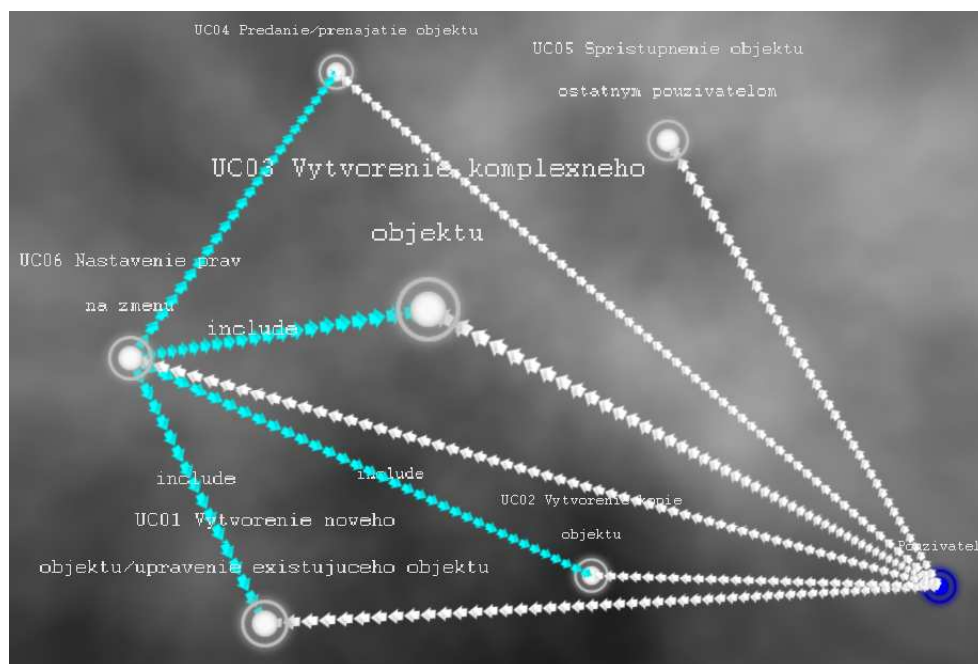 UC04 Predanie/prenajatie objektu
UC05 Spristupnenie objektu
ostatnym pouzivatelom
UC03 Vytvorenie komplexneho
objektu
UC06 Nastavenie prav
na zmenu
include
include
include
UC02 Vytvorenie kopie
objektu
UC01 Vytvorenie noveho
objektu/upravenie existujuceho objektu
Pouzivatel